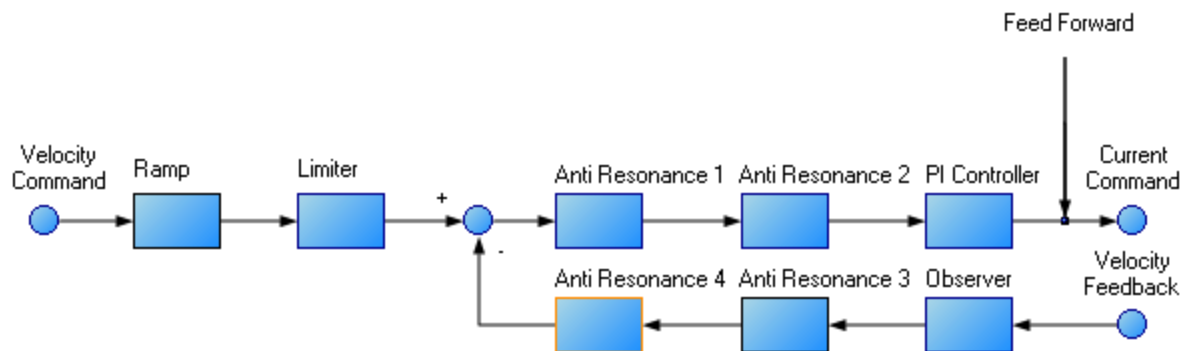 Feed Forward
Velocity
Command
Ramp
Limiter
+
Anti Resonance 1
Anti Resonance 2
PI Controller
Current
Command
-
Anti Resonance 4
Anti Resonance 3
Observer
Velocity
Feedback